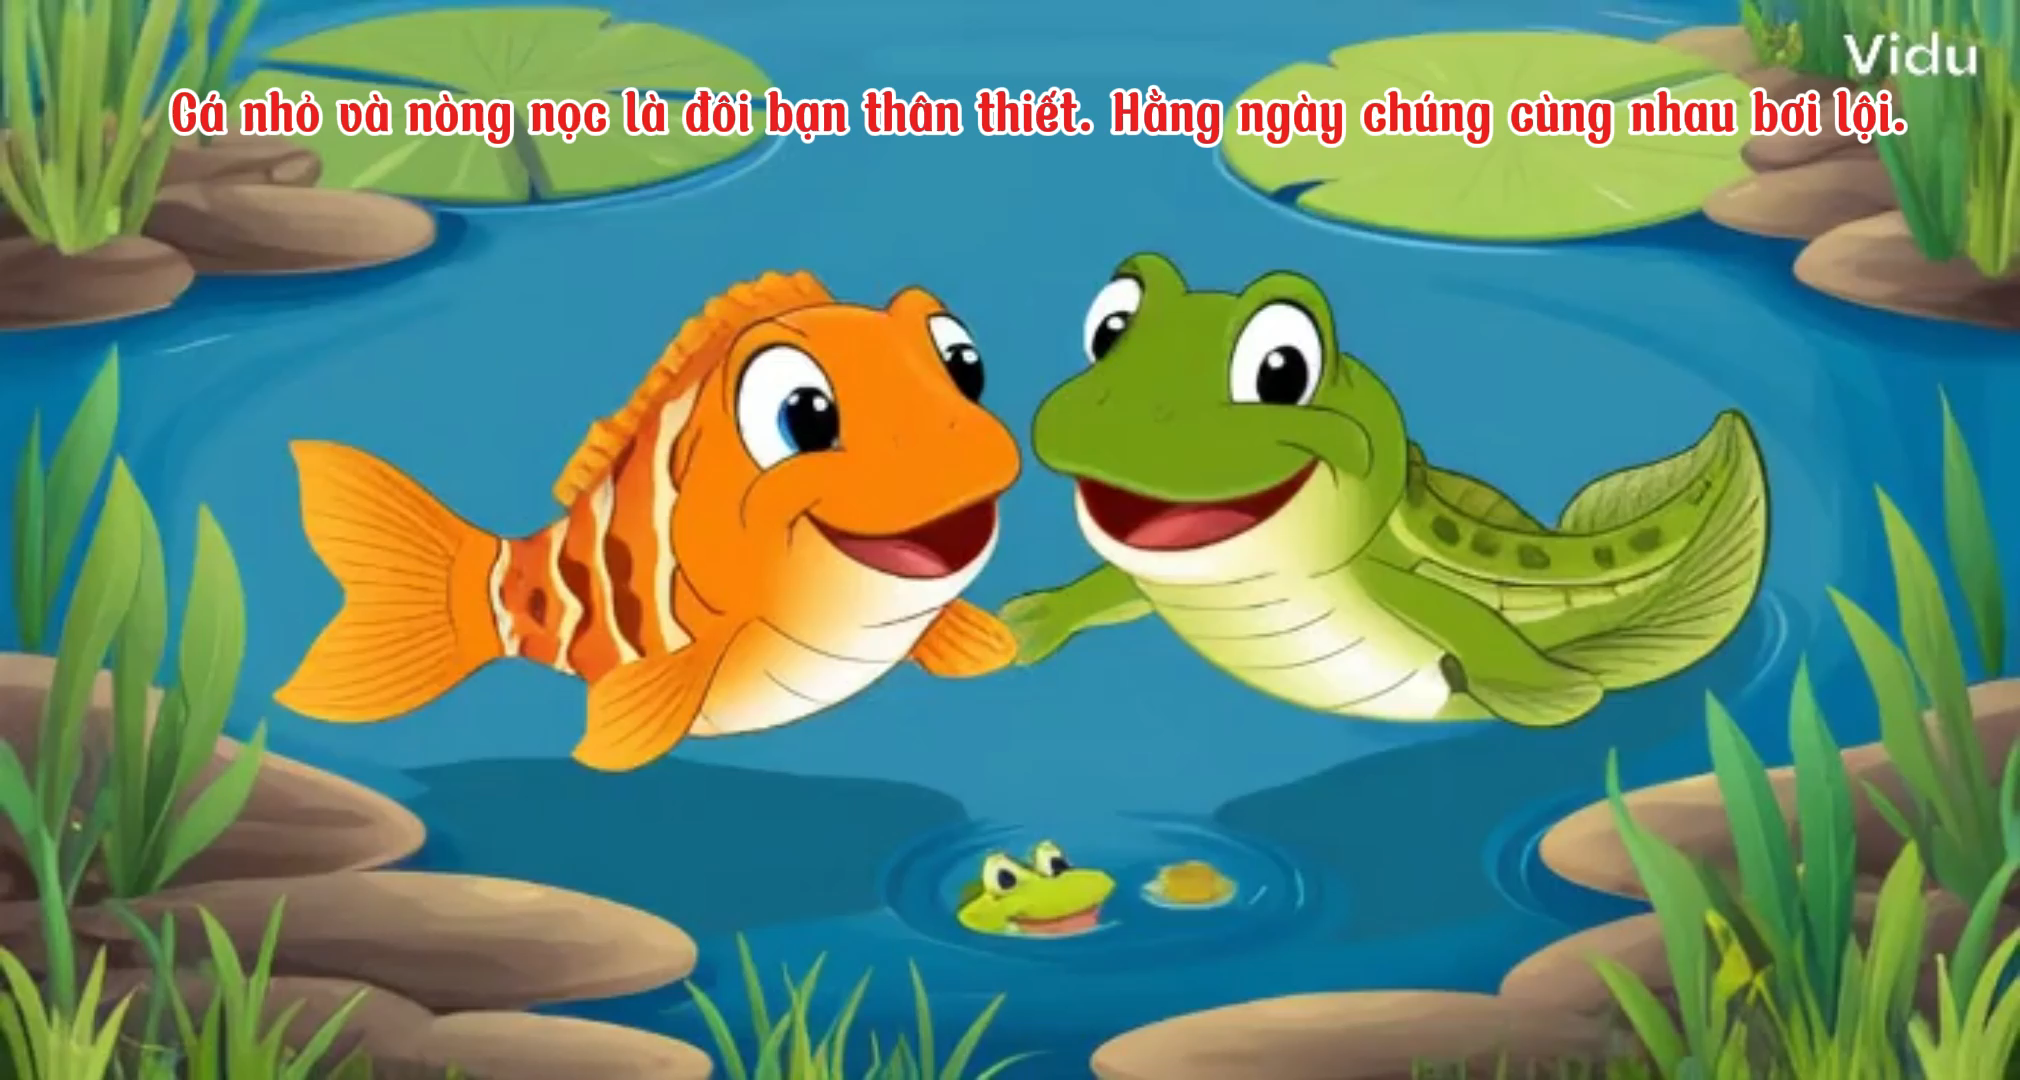 Vidu
Cá nhỏ và nòng nọc là đôi bạn thân thiết. Hằng ngày chúng cùng nhau bơi lội.